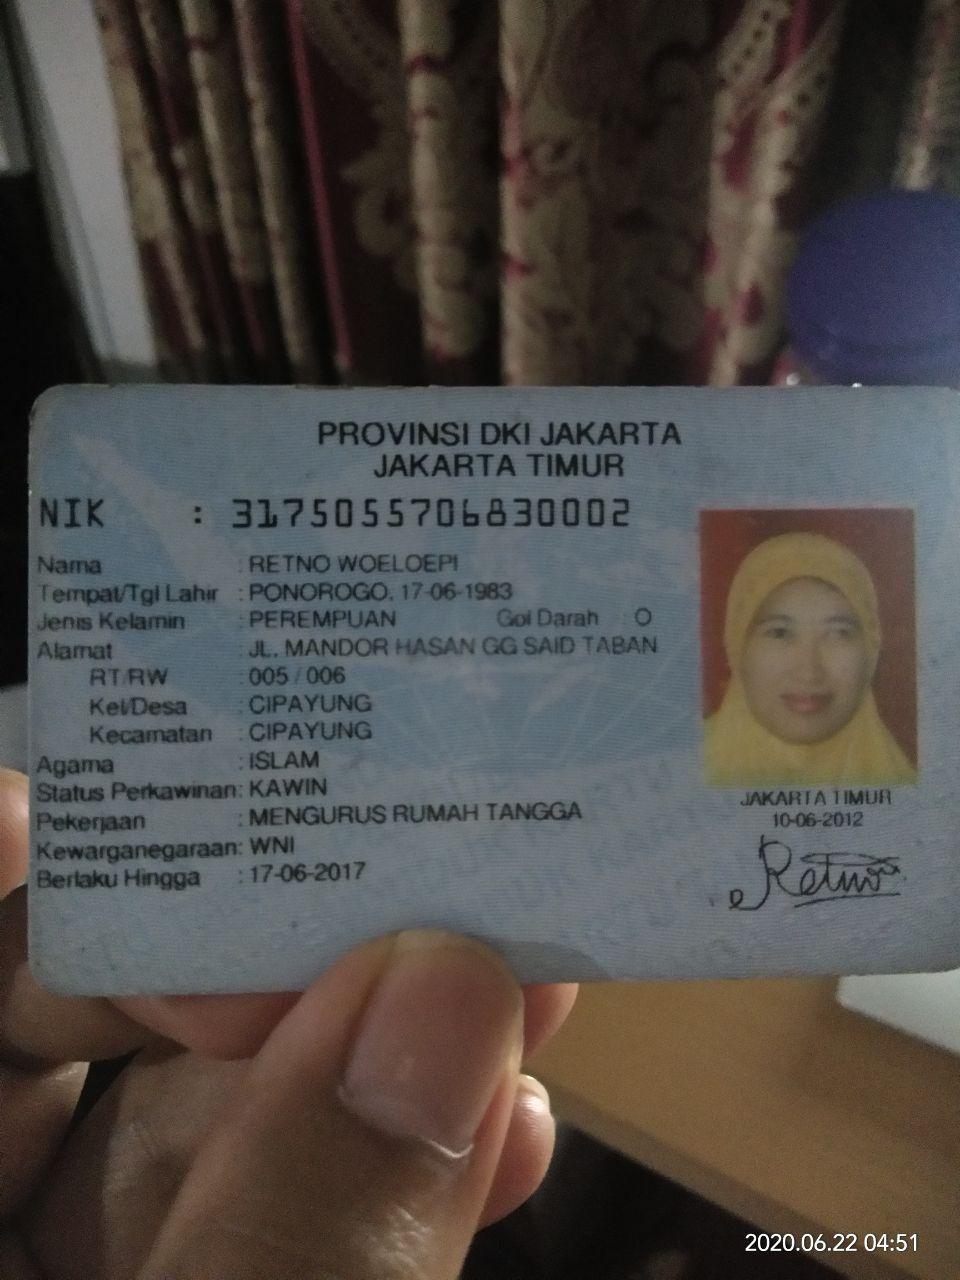 PROVINSI DKI JAKARTA
JAKARTA TIMUR
NIK : 3175055706830002
Nama : RETNO WOELOEPI
Tempat/Tgl Lahir : PONOROGO, 17-06-1983
Jenis Kelamin : PEREMPUAN Gol Darah : O
Alamat : JL. MANDOR HASAN GG SAID TABAN
RT/RW : 005 / 006
Kel/Desa : CIPAYUNG
Kecamatan : CIPAYUNG
Agama : ISLAM
Status Perkawinan: KAWIN
Pekerjaan : MENGURUS RUMAH TANGGA
Kewarganegaraan: WNI
Berlaku Hingga : 17-06-2017
JAKARTA TIMUR
10-06-2012
Retno
2020.06.22 04:51